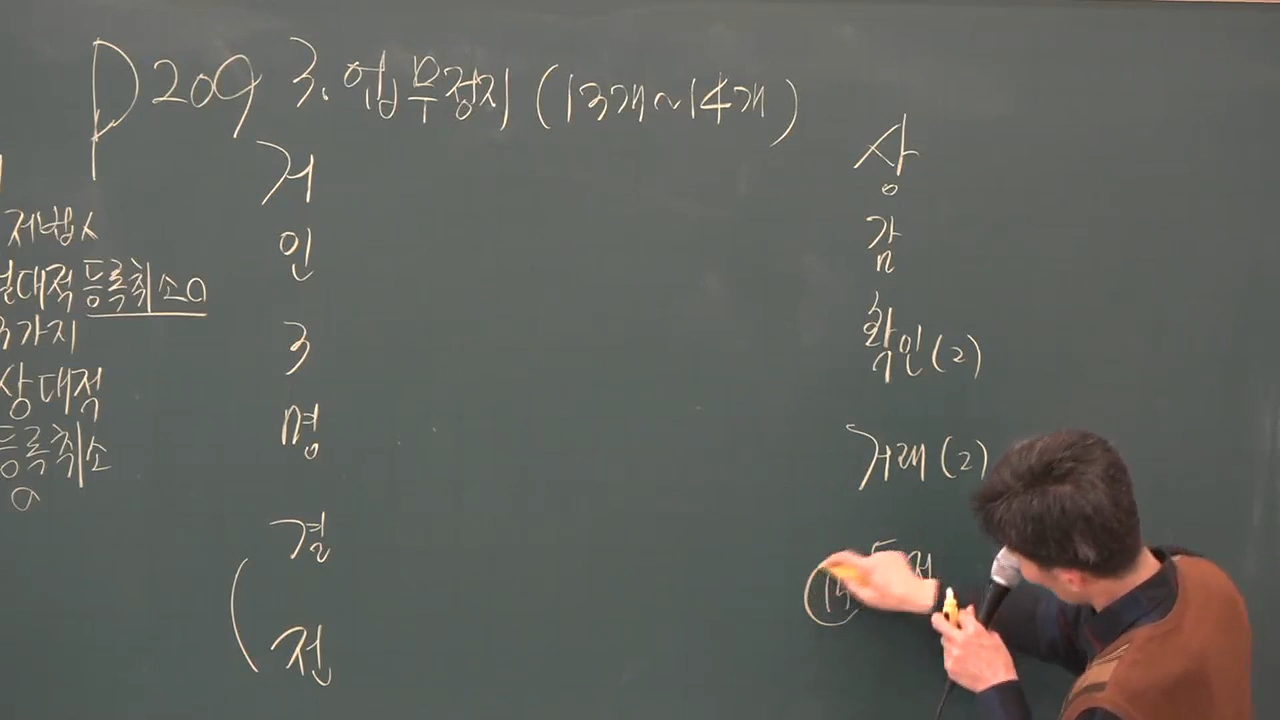 P209 3. 업무정지 (13개~14개)
제법人
절대적 등록취소
3가지
상대적
등록취소
거
인
3
명
결
전
상
감
확인(2)
거래(2)